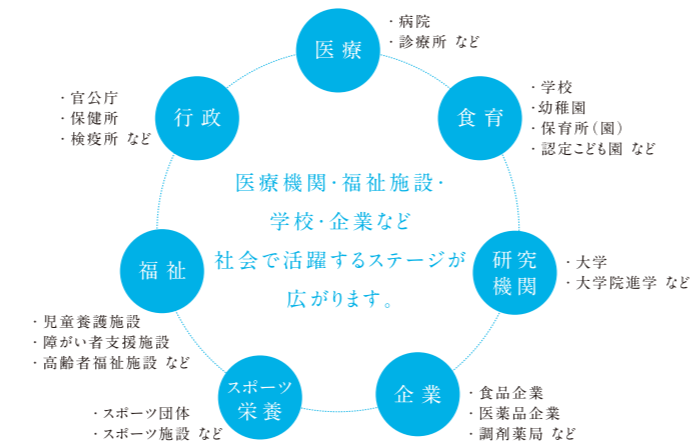 医療
・病院
・診療所 など
食育
・学校
・幼稚園
・保育所(園)
・認定こども園 など
研究
機関
・大学
・大学院進学 など
企業
・食品企業
・医薬品企業
・調剤薬局 など
スポーツ
栄養
・スポーツ団体
・スポーツ施設 など
福祉
・児童養護施設
・障がい者支援施設
・高齢者福祉施設 など
行政
・官公庁
・保健所
・検疫所 など
医療機関・福祉施設・
学校・企業など
社会で活躍するステージが
広がります。